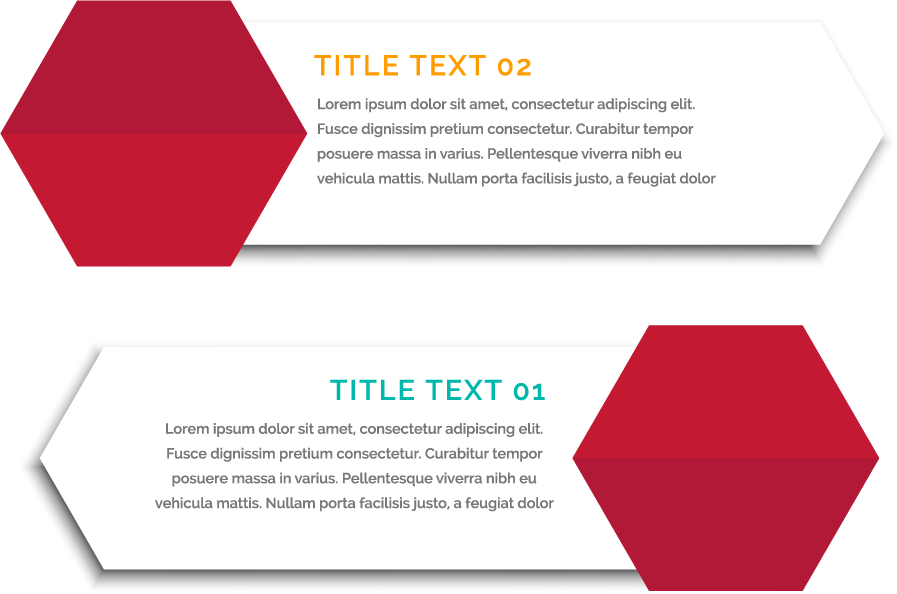 TITLE TEXT 02
Lorem ipsum dolor sit amet, consectetur adipiscing elit.
Fusce dignissim pretium consectetur. Curabitur tempor
posuere massa in varius. Pellentesque viverra nibh eu
vehicula mattis. Nullam porta facilisis justo, a feugiat dolor
TITLE TEXT 01
Lorem ipsum dolor sit amet, consectetur adipiscing elit.
Fusce dignissim pretium consectetur. Curabitur tempor
posuere massa in varius. Pellentesque viverra nibh eu
vehicula mattis. Nullam porta facilisis justo, a feugiat dolor